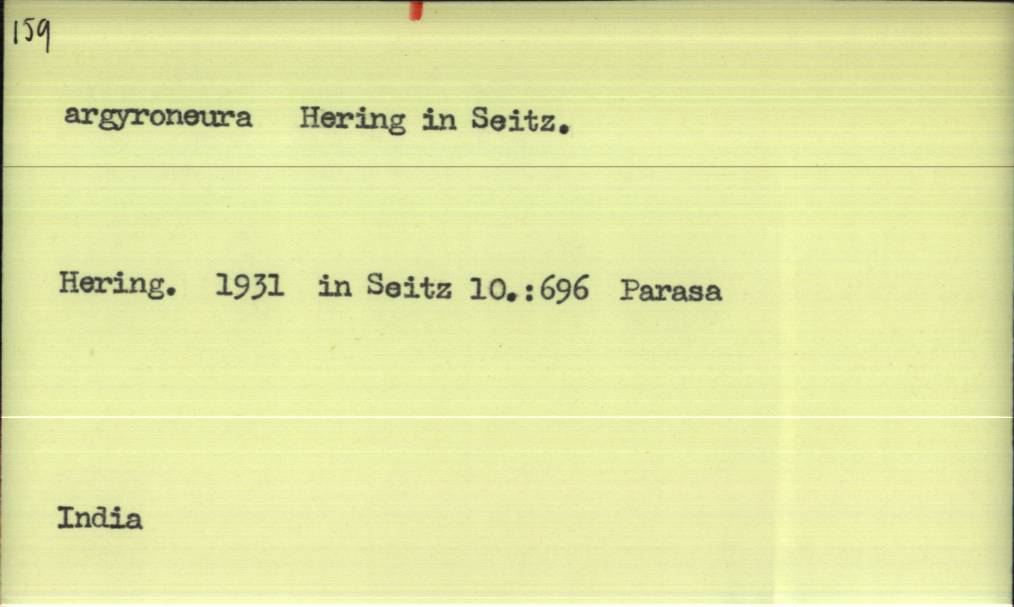 159
argyroneura Hering in Seitz.
Hering. 1931 in Seitz 10.:696 Parasa
India